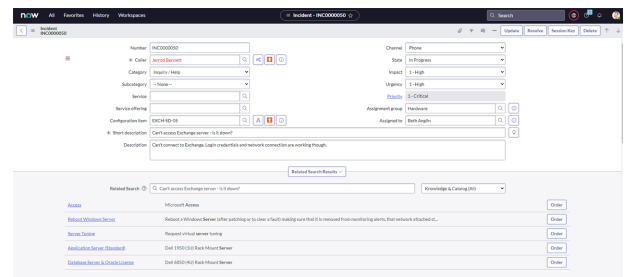 now All Favorites History Workspaces Incident - INC0000050 Search
Incident
INC0000050
Update Resolve Session Key Delete
Number INC0000050 Channel Phone
Caller Jerrod Bennett State In Progress
Category Inquiry / Help Impact 1 - High
Subcategory -- None -- Urgency 1 - High
Service Priority 1 - Critical
Service offering Assignment group Hardware
Configuration item EXCH-SD-05 Assigned to Beth Anglin
Short description Can't access Exchange server - is it down?
Description Can't connect to Exchange. Login credentials and network connection are working though.
Related Search Results
Related Search Can't access Exchange server - is it down? Knowledge & Catalog (All)
Access Microsoft Access Order
Reboot Windows Server Reboot a Windows Server (after patching or to clear a fault) making sure that it is removed from monitoring alerts, that network attached st... Order
Server Tuning Request virtual server tuning Order
Application Server (Standard) Dell 1950 (1U) Rack Mount Server Order
Database Server & Oracle License Dell 6850 (4U) Rack Mount Server Order